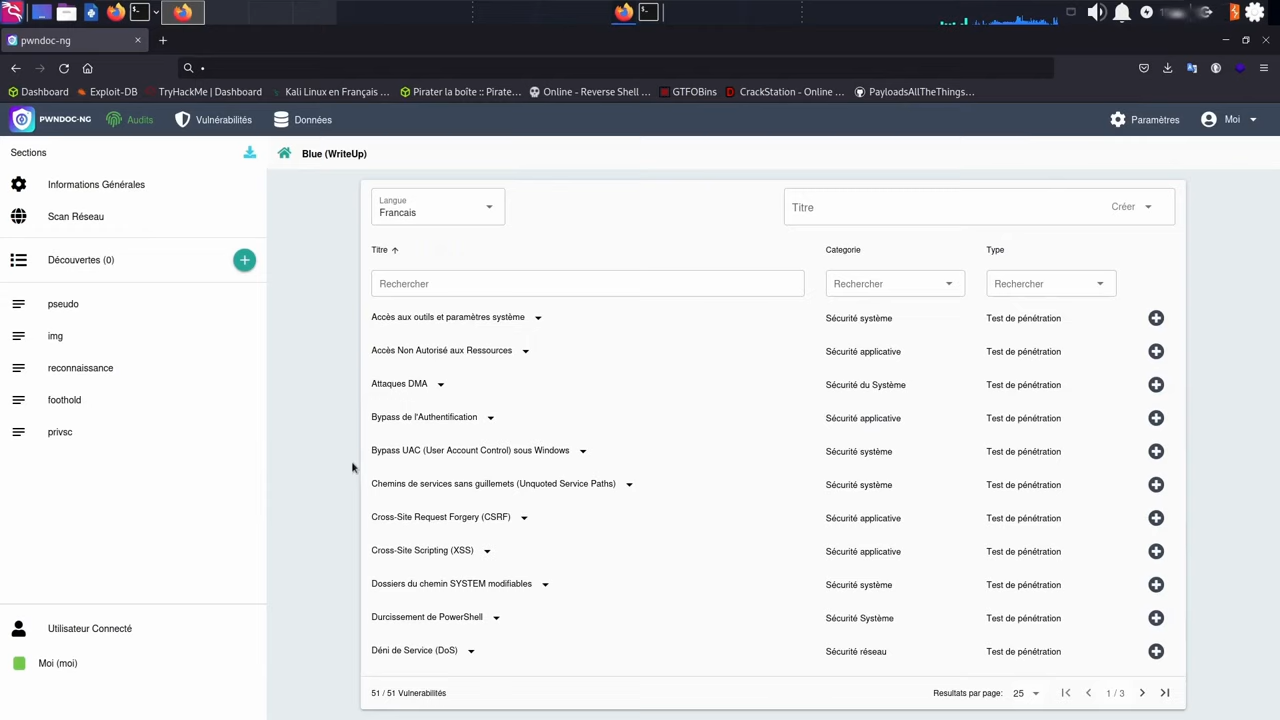 pwndoc-ng
Dashboard Exploit-DB TryHackMe | Dashboard Kali Linux en Français ... Pirater la boîte :: Pirate... Online - Reverse Shell ... GTFOBins CrackStation - Online ... PayloadsAllTheThings...
PWNDOC-NG Audits Vulnérabilités Données Paramètres Moi
Sections
Blue (WriteUp)
Informations Générales
Scan Réseau
Découvertes (0)
pseudo
img
reconnaissance
foothold
privsc
Utilisateur Connecté
Moi (moi)
Langue
Francais
Titre Créer
Titre Categorie Type
Rechercher Rechercher Rechercher
Accès aux outils et paramètres système Sécurité système Test de pénétration
Accès Non Autorisé aux Ressources Sécurité applicative Test de pénétration
Attaques DMA Sécurité du Système Test de pénétration
Bypass de l'Authentification Sécurité applicative Test de pénétration
Bypass UAC (User Account Control) sous Windows Sécurité système Test de pénétration
Chemins de services sans guillemets (Unquoted Service Paths) Sécurité système Test de pénétration
Cross-Site Request Forgery (CSRF) Sécurité applicative Test de pénétration
Cross-Site Scripting (XSS) Sécurité applicative Test de pénétration
Dossiers du chemin SYSTEM modifiables Sécurité système Test de pénétration
Durcissement de PowerShell Sécurité Système Test de pénétration
Déni de Service (DoS) Sécurité réseau Test de pénétration
51 / 51 Vulnerabilités Resultats par page: 25 1 / 3